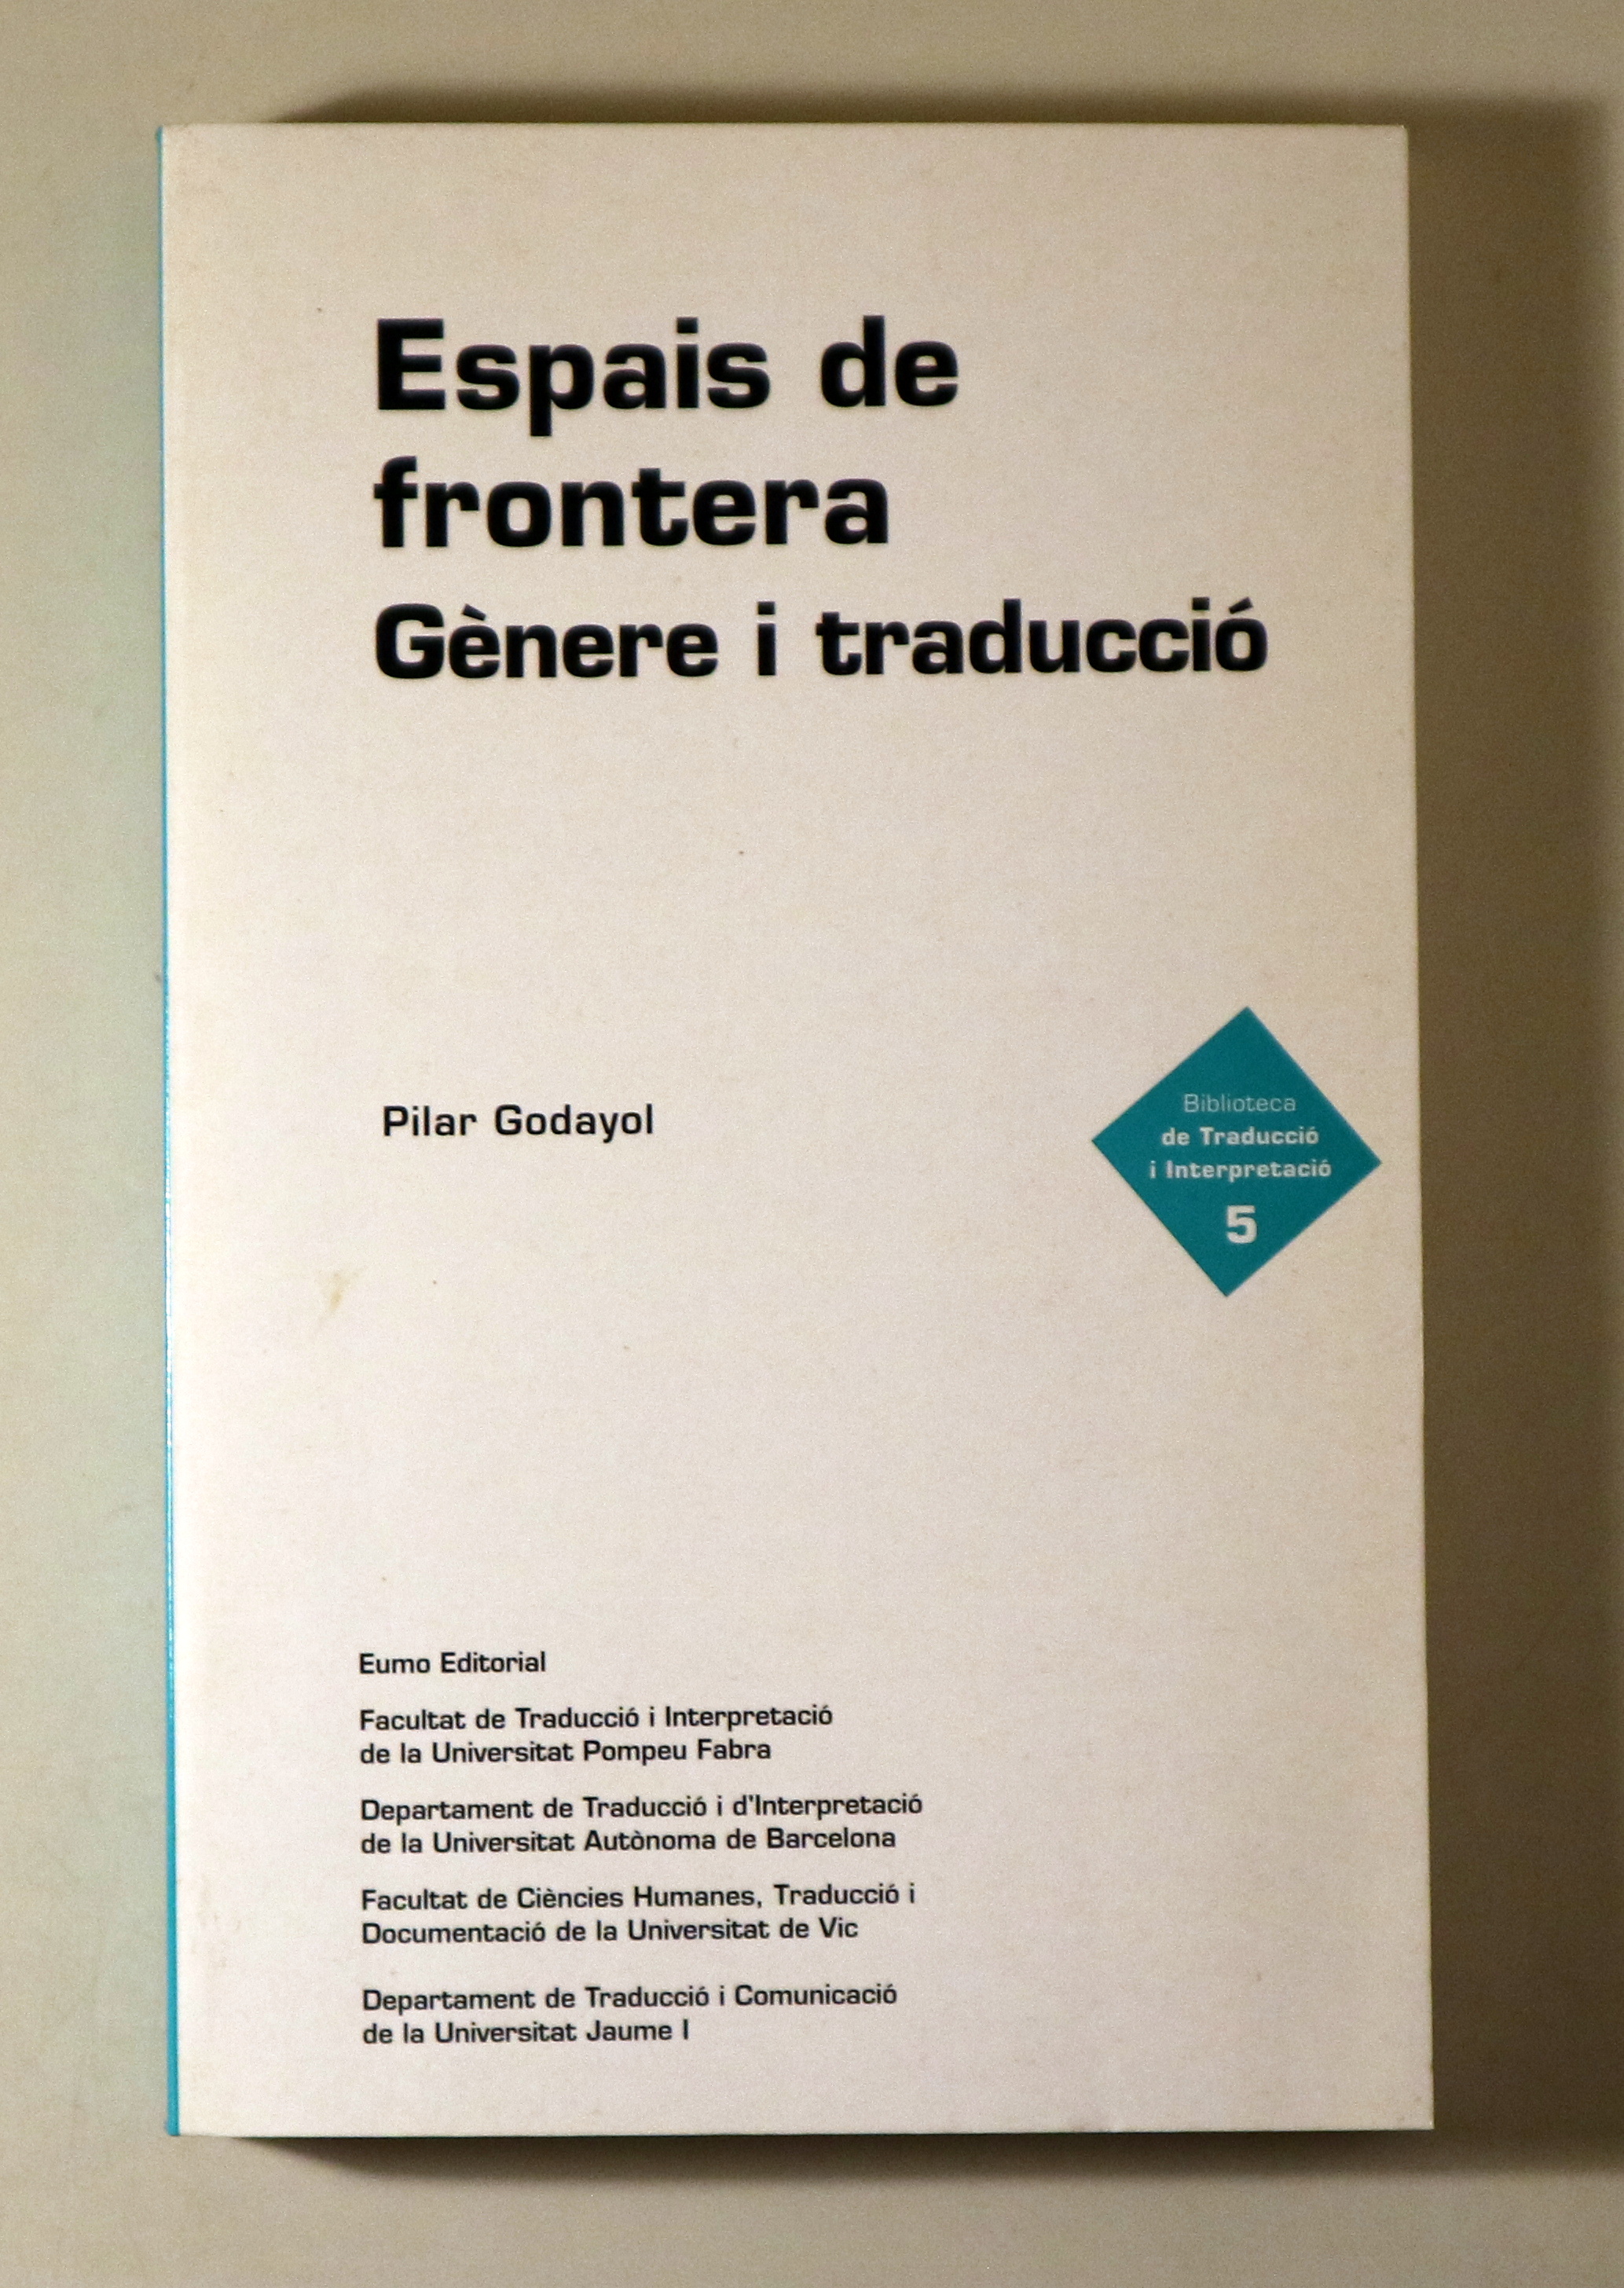 Espais de
frontera
Gènere i traducció
Pilar Godayol
Biblioteca
de Traducció
i Interpretació
5
Eumo Editorial
Facultat de Traducció i Interpretació
de la Universitat Pompeu Fabra
Departament de Traducció i d'Interpretació
de la Universitat Autònoma de Barcelona
Facultat de Ciències Humanes, Traducció i
Documentació de la Universitat de Vic
Departament de Traducció i Comunicació
de la Universitat Jaume I